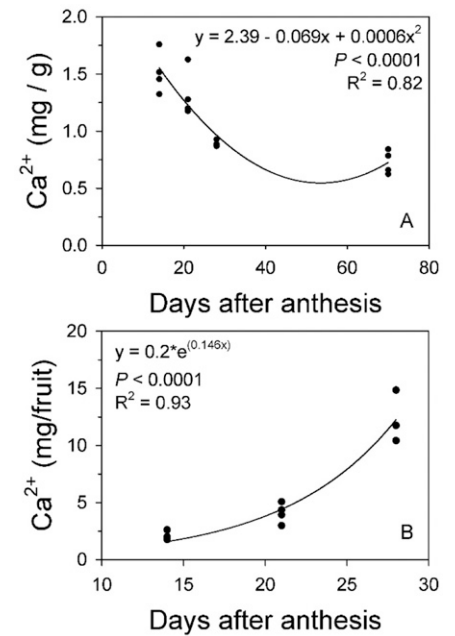 y = 2.39 - 0.069x + 0.0006x²
P < 0.0001
R² = 0.82
2.0
1.5
1.0
0.5
0.0
Ca²⁺ (mg / g)
A
0 20 40 60 80
Days after anthesis
y = 0.2*e^(0.146x)
P < 0.0001
R² = 0.93
20
15
10
5
0
Ca²⁺ (mg/fruit)
B
10 15 20 25 30
Days after anthesis